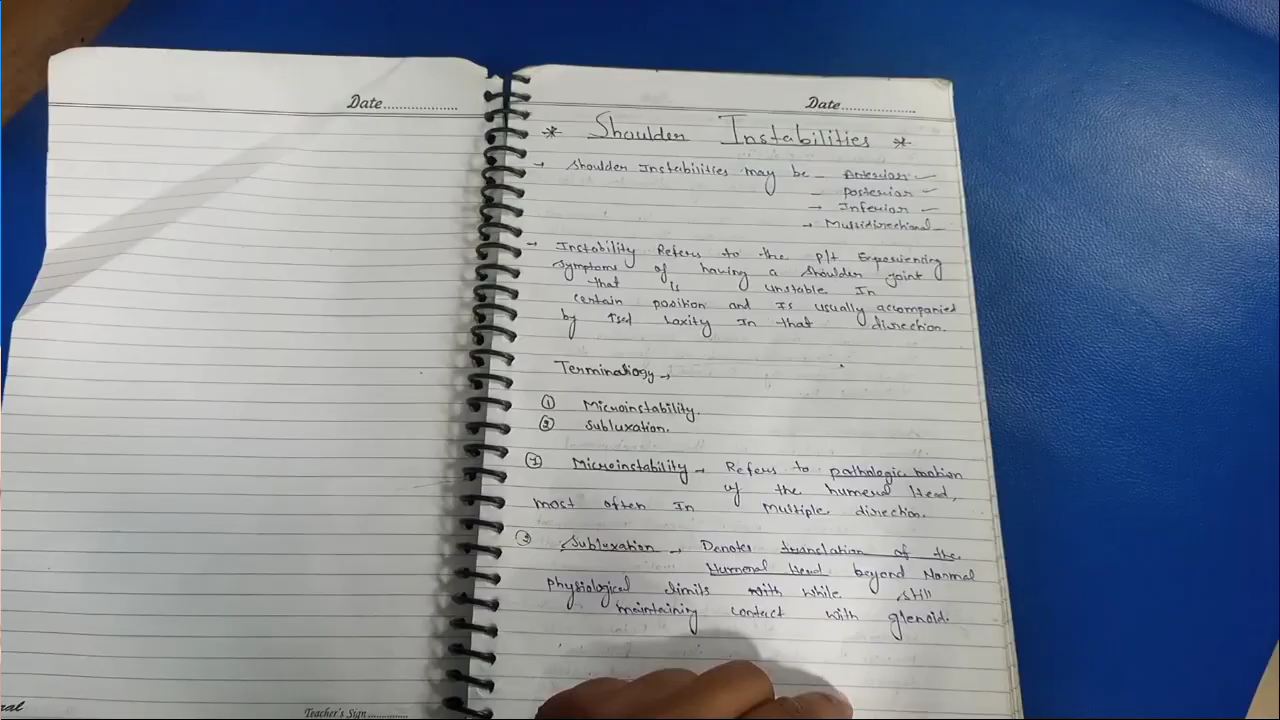 Date..................
Date..................
* Shoulder Instabilities *
→ Shoulder Instabilities may be - Anterior
- Posterior
→ Inferior
→ Multidirectional
→ Instability Refers to the p/t Experiencing
symptoms of having a shoulder joint
that is unstable In
certain position and Is usually accompanied
by ↑sed Laxity In that direction.
Terminology →
① Microinstability.
② subluxation.
① Microinstability → Refers to pathologic motion
of the humeral Head,
most often In multiple direction.
② Subluxation → Denotes translation of the
Humeral Head beyond Normal
physiological limits with while still
maintaining contact with glenoid.
Teacher's Sign..............